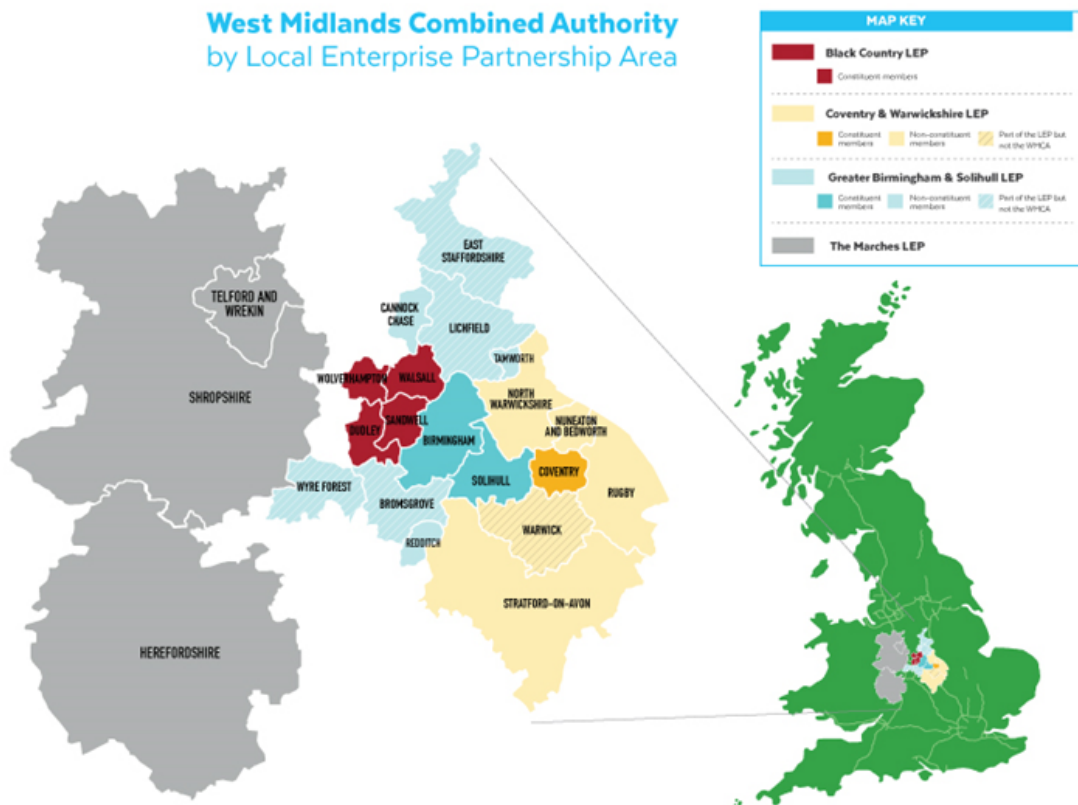 West Midlands Combined Authority
by Local Enterprise Partnership Area
MAP KEY
Black Country LEP
Constituent members
Coventry & Warwickshire LEP
Constituent members
Non-constituent members
Part of the LEP but not the WMCA
Greater Birmingham & Solihull LEP
Constituent members
Non-constituent members
Part of the LEP but not the WMCA
The Marches LEP
EAST
STAFFORDSHIRE
TELFORD AND
WREKIN
CANNOCK
CHASE
LICHFIELD
TAMWORTH
WOLVERHAMPTON
WALSALL
SHROPSHIRE
NORTH
WARWICKSHIRE
SANDWELL
DUDLEY
NUNEATON
AND BEDWORTH
BIRMINGHAM
COVENTRY
SOLIHULL
WYRE FOREST
RUGBY
BROMSGROVE
WARWICK
REDDITCH
STRATFORD-ON-AVON
HEREFORDSHIRE